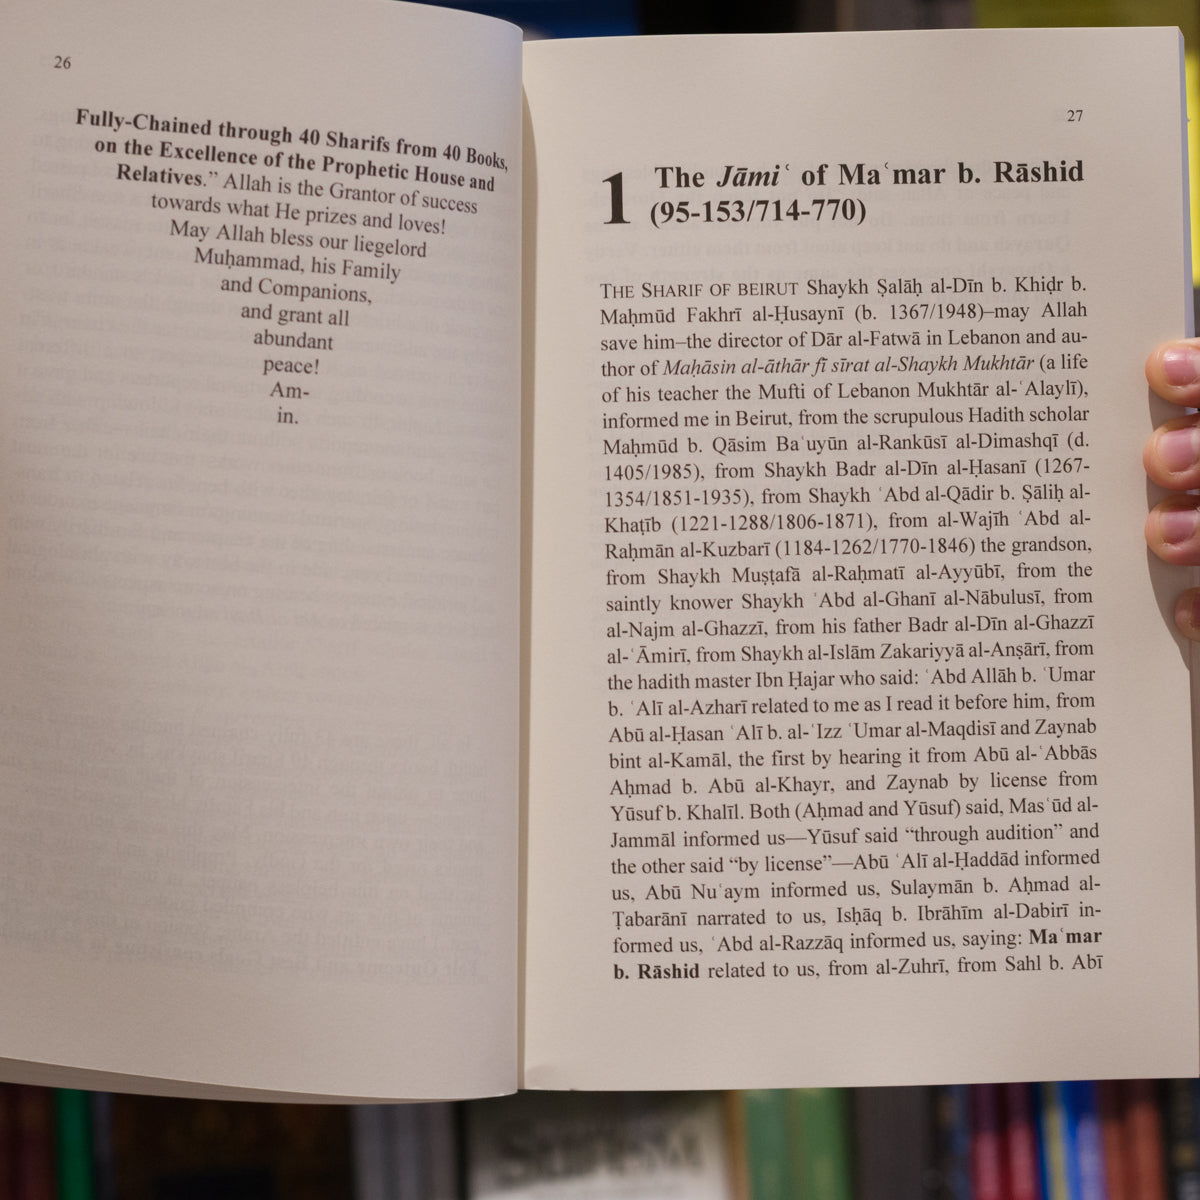 26
Fully-Chained through 40 Sharifs from 40 Books,
on the Excellence of the Prophetic House and
Relatives.” Allah is the Grantor of success
towards what He prizes and loves!
May Allah bless our liegelord
Muḥammad, his Family
and Companions,
and grant all
abundant
peace!
Am-
in.
27
1 The Jāmiʿ of Maʿmar b. Rāshid
(95-153/714-770)
THE SHARIF OF BEIRUT Shaykh Ṣalāḥ al-Dīn b. Khiḍr b.
Maḥmūd Fakhrī al-Ḥusaynī (b. 1367/1948)–may Allah
save him–the director of Dār al-Fatwā in Lebanon and au-
thor of Maḥāsin al-āthār fī sīrat al-Shaykh Mukhtār (a life
of his teacher the Mufti of Lebanon Mukhtār al-ʿAlaylī),
informed me in Beirut, from the scrupulous Hadith scholar
Maḥmūd b. Qāsim Baʿuyūn al-Rankūsī al-Dimashqī (d.
1405/1985), from Shaykh Badr al-Dīn al-Ḥasanī (1267-
1354/1851-1935), from Shaykh ʿAbd al-Qādir b. Ṣāliḥ al-
Khaṭīb (1221-1288/1806-1871), from al-Wajīh ʿAbd al-
Raḥmān al-Kuzbarī (1184-1262/1770-1846) the grandson,
from Shaykh Muṣṭafā al-Raḥmatī al-Ayyūbī, from the
saintly knower Shaykh ʿAbd al-Ghanī al-Nābulusī, from
al-Najm al-Ghazzī, from his father Badr al-Dīn al-Ghazzī
al-ʿĀmirī, from Shaykh al-Islām Zakariyyā al-Anṣārī, from
the hadith master Ibn Ḥajar who said: ʿAbd Allāh b. ʿUmar
b. ʿAlī al-Azharī related to me as I read it before him, from
Abū al-Ḥasan ʿAlī b. al-ʿIzz ʿUmar al-Maqdisī and Zaynab
bint al-Kamāl, the first by hearing it from Abū al-ʿAbbās
Aḥmad b. Abū al-Khayr, and Zaynab by license from
Yūsuf b. Khalīl. Both (Aḥmad and Yūsuf) said, Masʿūd al-
Jammāl informed us—Yūsuf said “through audition” and
the other said “by license”—Abū ʿAlī al-Ḥaddād informed
us, Abū Nuʿaym informed us, Sulaymān b. Aḥmad al-
Ṭabarānī narrated to us, Isḥāq b. Ibrāhīm al-Dabirī in-
formed us, ʿAbd al-Razzāq informed us, saying: Maʿmar
b. Rāshid related to us, from al-Zuhrī, from Sahl b. Abī